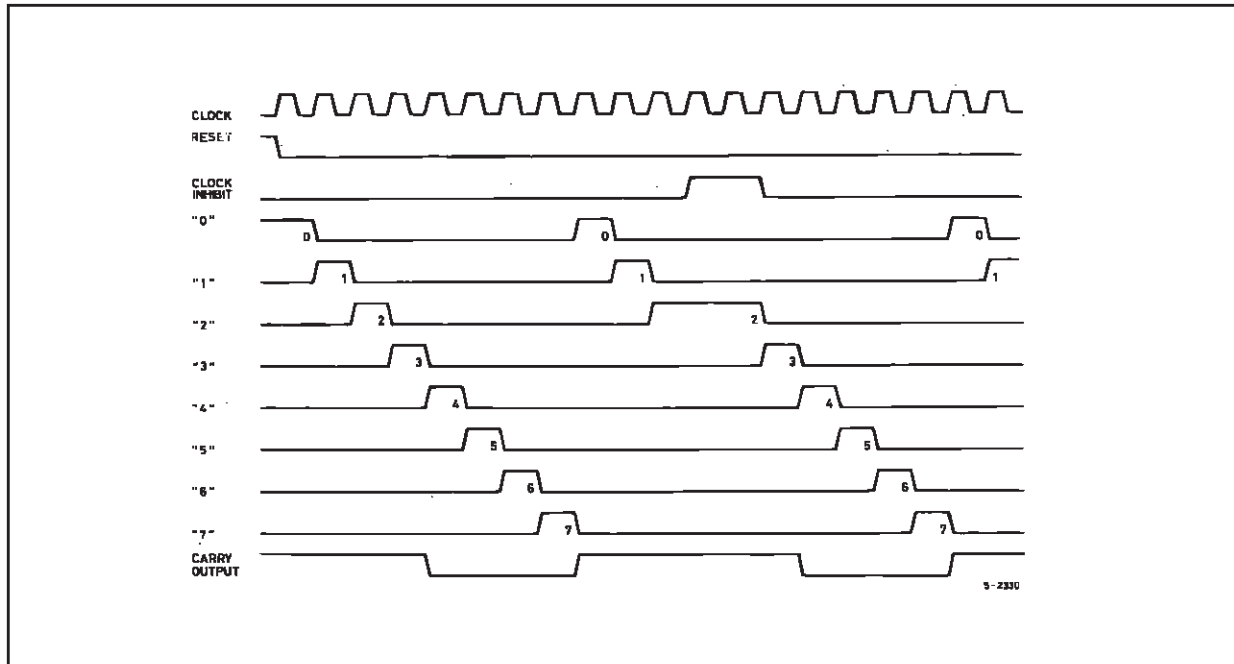 CLOCK
RESET
CLOCK
INHIBIT
"0" 0 0 0
"1" 1 1 1
"2" 2 2
"3" 3 3
"4" 4 4
"5" 5 5
"6" 6 6
"7" 7 7
CARRY
OUTPUT
5-2330